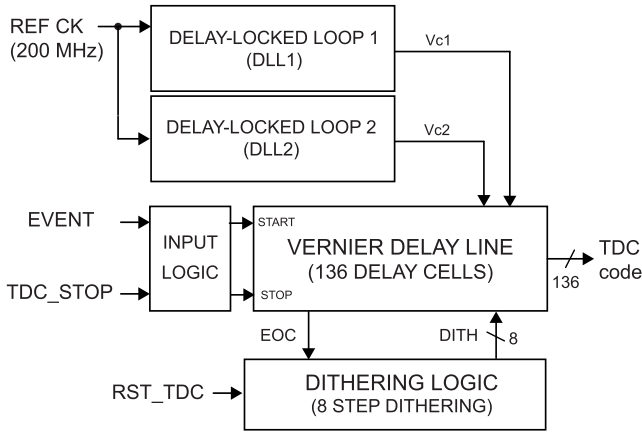 REF CK
(200 MHz)
DELAY-LOCKED LOOP 1
(DLL1)
Vc1
DELAY-LOCKED LOOP 2
(DLL2)
Vc2
EVENT
TDC_STOP
INPUT
LOGIC
START
STOP
VERNIER DELAY LINE
(136 DELAY CELLS)
136
TDC
code
EOC
DITH
8
RST_TDC
DITHERING LOGIC
(8 STEP DITHERING)